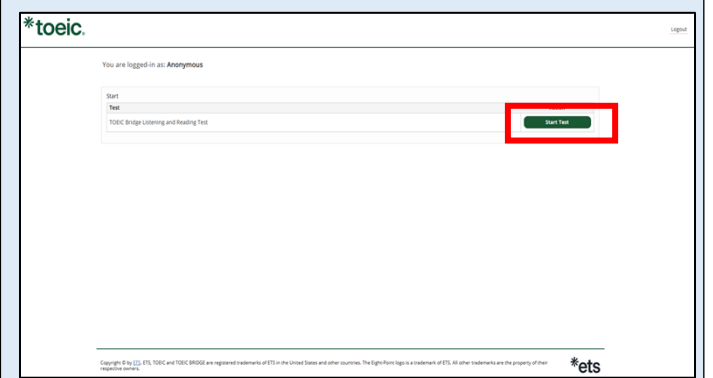 *toeic.
Logout
You are logged-in as: Anonymous
Start
Test
TOEIC Bridge Listening and Reading Test
Start Test
Copyright © by ETS. ETS, TOEIC and TOEIC BRIDGE are registered trademarks of ETS in the United States and other countries. The Eight-Point logo is a trademark of ETS. All other trademarks are the property of their
respective owners.
*ets